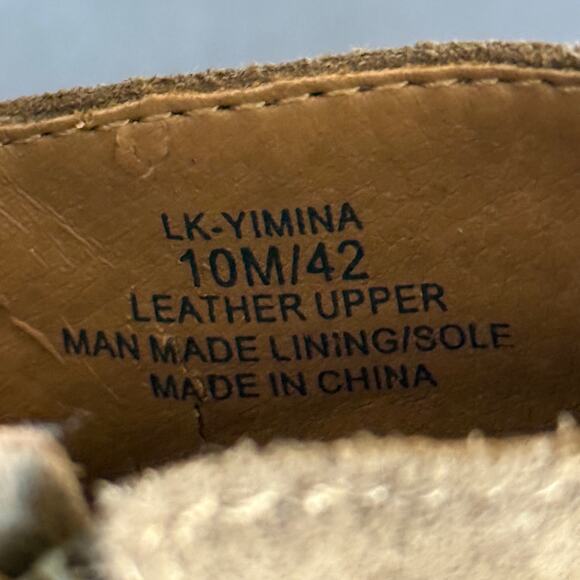 LK-YIMINA
10M/42
LEATHER UPPER
MAN MADE LINING/SOLE
MADE IN CHINA